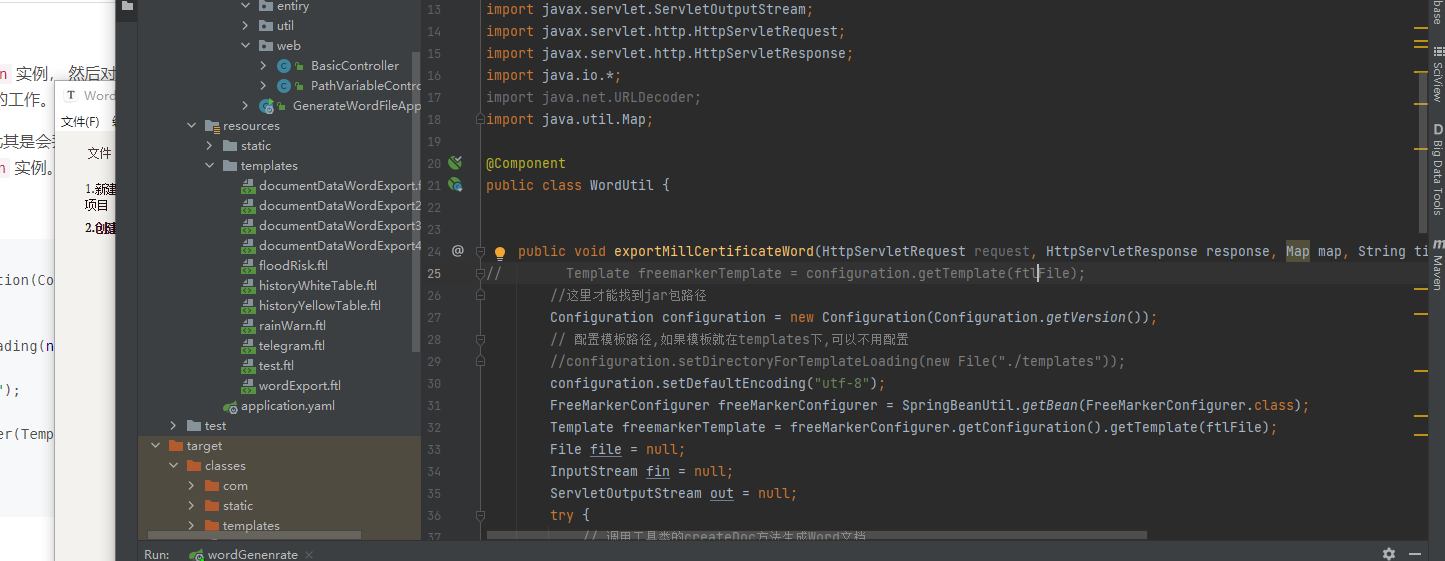 n 实例， 然后对
的工作。
n 实例。
Word
文件(F)
文件
1.新建
项目
2.创建
tion(Co
ading(n
");
er(Temp
entiry
util
web
BasicController
PathVariableContro
GenerateWordFileApp
resources
static
templates
documentDataWordExport.f
documentDataWordExport2
documentDataWordExport3
documentDataWordExport4
floodRisk.ftl
historyWhiteTable.ftl
historyYellowTable.ftl
rainWarn.ftl
telegram.ftl
test.ftl
wordExport.ftl
application.yaml
test
target
classes
com
static
templates
13 import javax.servlet.ServletOutputStream;
14 import javax.servlet.http.HttpServletRequest;
15 import javax.servlet.http.HttpServletResponse;
16 import java.io.*;
17 import java.net.URLDecoder;
18 import java.util.Map;
19
20 @Component
21 public class WordUtil {
22
23
24 @ public void exportMillCertificateWord(HttpServletRequest request, HttpServletResponse response, Map map, String ti
25 // Template freemarkerTemplate = configuration.getTemplate(ftlFile);
26 //这里才能找到jar包路径
27 Configuration configuration = new Configuration(Configuration.getVersion());
28 // 配置模板路径,如果模板就在templates下,可以不用配置
29 //configuration.setDirectoryForTemplateLoading(new File("./templates"));
30 configuration.setDefaultEncoding("utf-8");
31 FreeMarkerConfigurer freeMarkerConfigurer = SpringBeanUtil.getBean(FreeMarkerConfigurer.class);
32 Template freemarkerTemplate = freeMarkerConfigurer.getConfiguration().getTemplate(ftlFile);
33 File file = null;
34 InputStream fin = null;
35 ServletOutputStream out = null;
36 try {
37 // 调用工具类的createDoc方法生成Word文档
base
SciView
D Big Data Tools
m Maven
Run: wordGenenrate ×